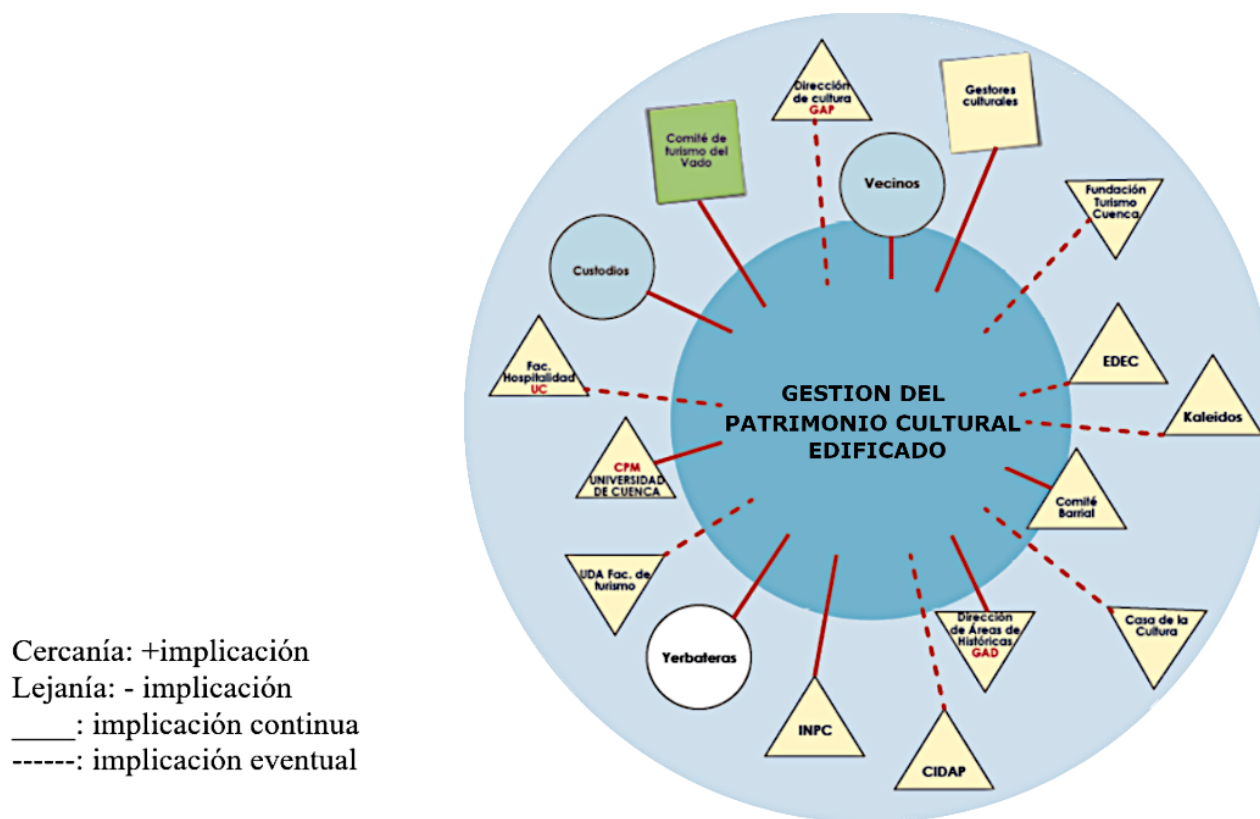 Dirección
de cultura
GAP
Gestores
culturales
Comité de
turismo del
Vado
Vecinos
Fundación
Turismo
Cuenca
Custodios
EDEC
Fac.
Hospitalidad
UC
Kaleidos
GESTION DEL
PATRIMONIO CULTURAL
EDIFICADO
CPM
UNIVERSIDAD
DE CUENCA
Comité
Barrial
UDA Fac. de
turismo
Yerbateras
Dirección
de Áreas de
Históricas
GAD
Casa de la
Cultura
INPC
CIDAP
Cercanía: +implicación
Lejanía: - implicación
____: implicación continua
------: implicación eventual